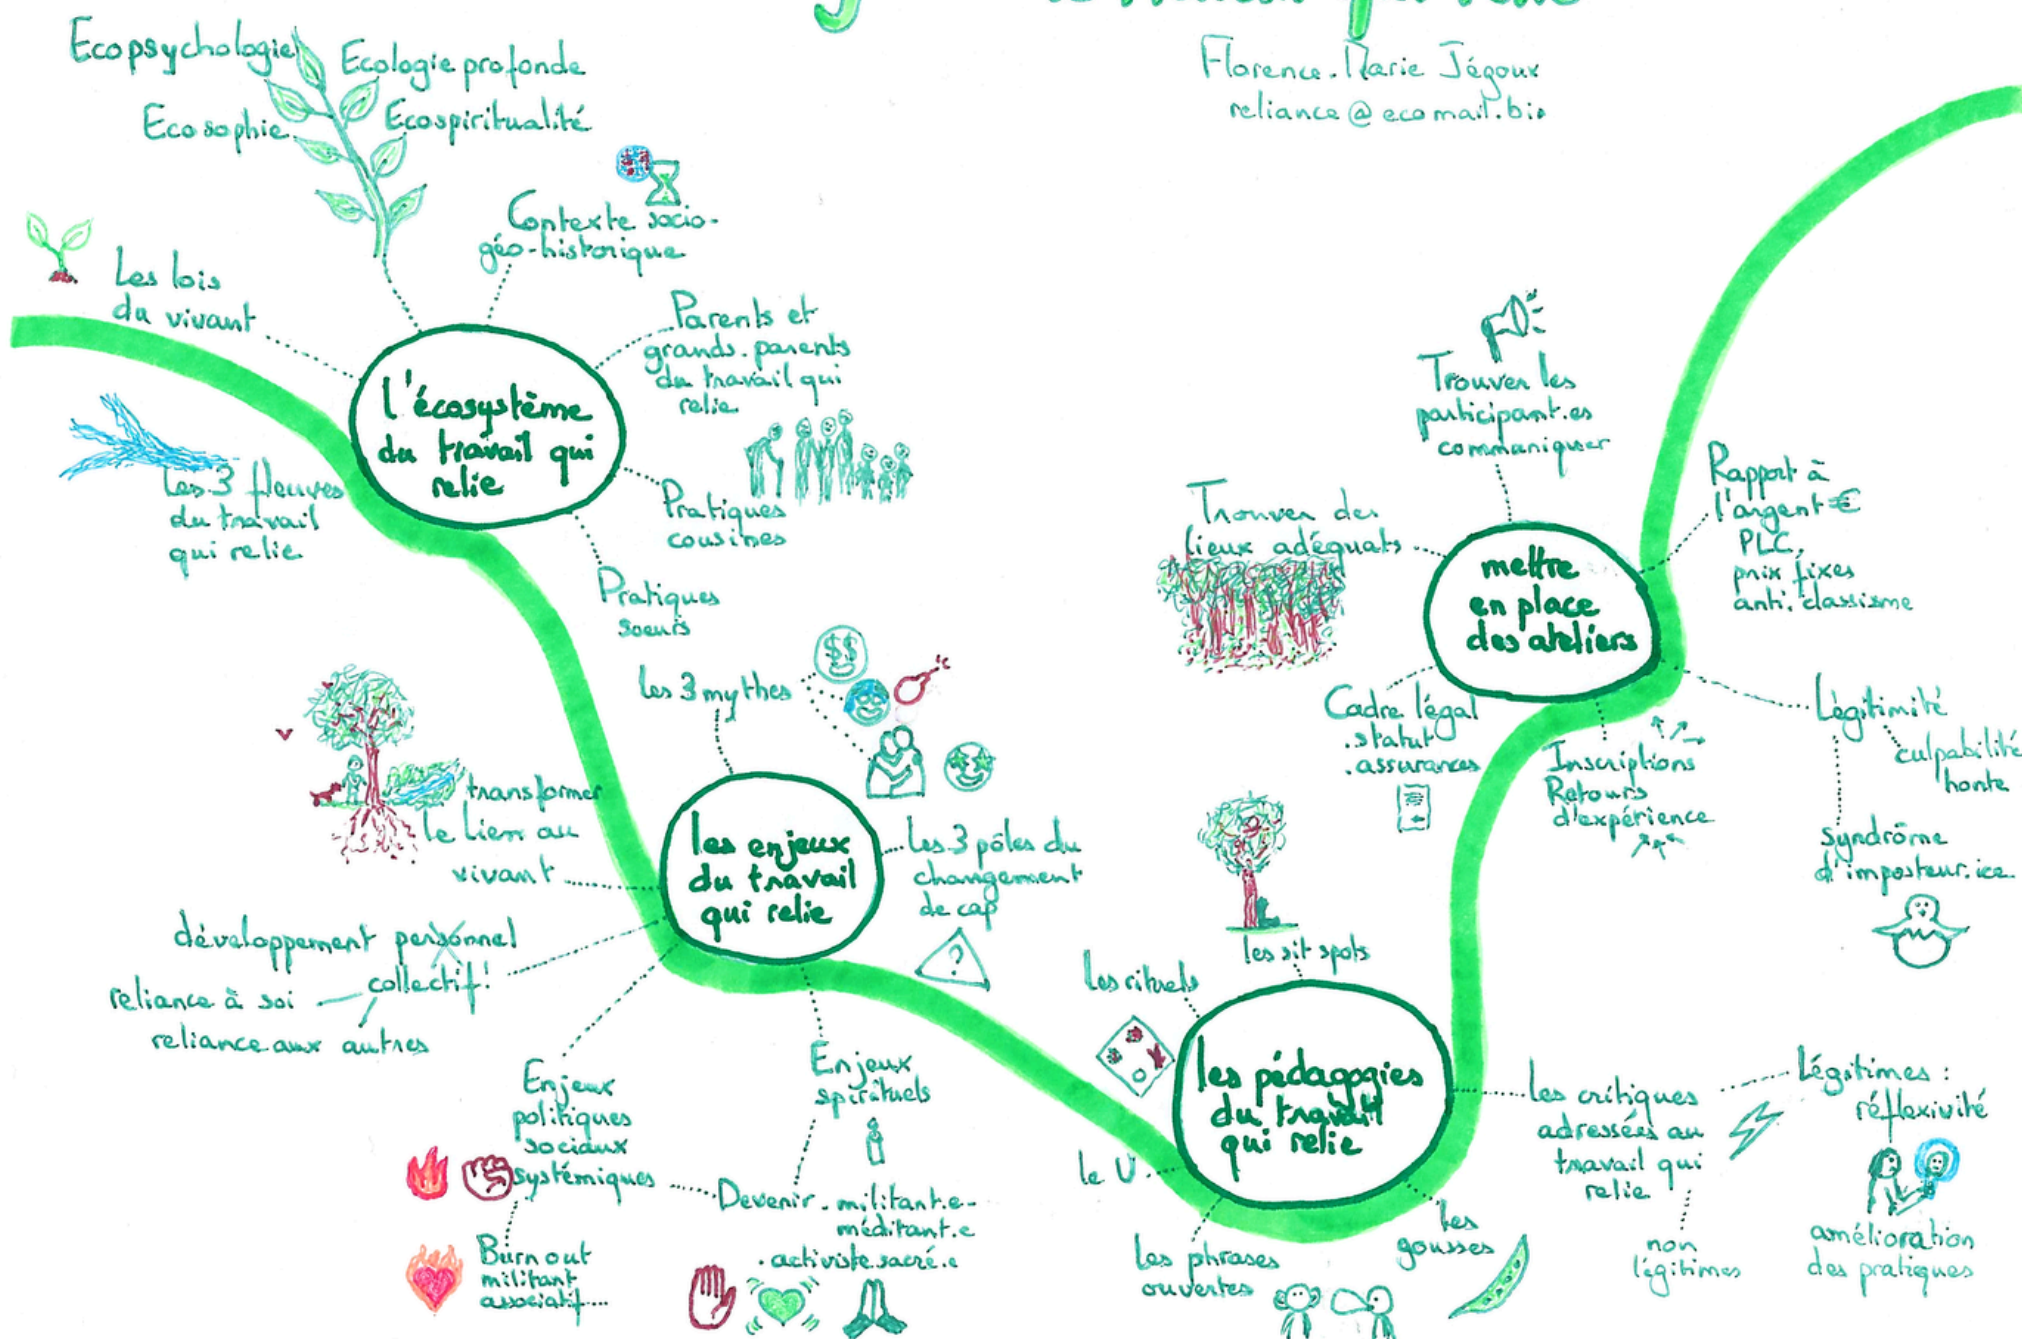 qui relie
Florence-Marie Jégoux
reliance@ecomail.bio
Ecopsychologie
Ecologie profonde
Ecosophie
Ecospiritualité
Contexte socio-
géo-historique
Les lois
du vivant
Parents et
grands-parents
du travail qui
relie
l'écosystème
du travail qui
relie
Les 3 fleuves
du travail
qui relie
Pratiques
cousines
Pratiques
soeurs
les 3 mythes
$$
transformer
le lien au
vivant
les enjeux
du travail
qui relie
les 3 pôles du
changement
de cap
?
développement personnel
collectif!
reliance à soi
reliance aux autres
Enjeux
politiques
sociaux
systémiques
Enjeux
spirituels
Devenir. militant.e-
méditant.e
. activiste.sacré.e
Burn out
militant
associatif....
Trouver les
participant.es
communiquer
Trouver des
lieux adéquats
mettre
en place
des ateliers
Rapport à
l'argent €
PLC,
prix fixes
anti.classisme
Cadre légal
.statut
.assurances
Inscriptions
Retours
d'expérience
Légitimité
culpabilité
honte
syndrôme
d'imposteur.ice
les sit spots
les rituels
les pédagogies
du travail
qui relie
le U
les phrases
ouvertes
les
gousses
les critiques
adressées au
travail qui
relie
Légitimes :
réflexivité
amélioration
des pratiques
non
légitimes